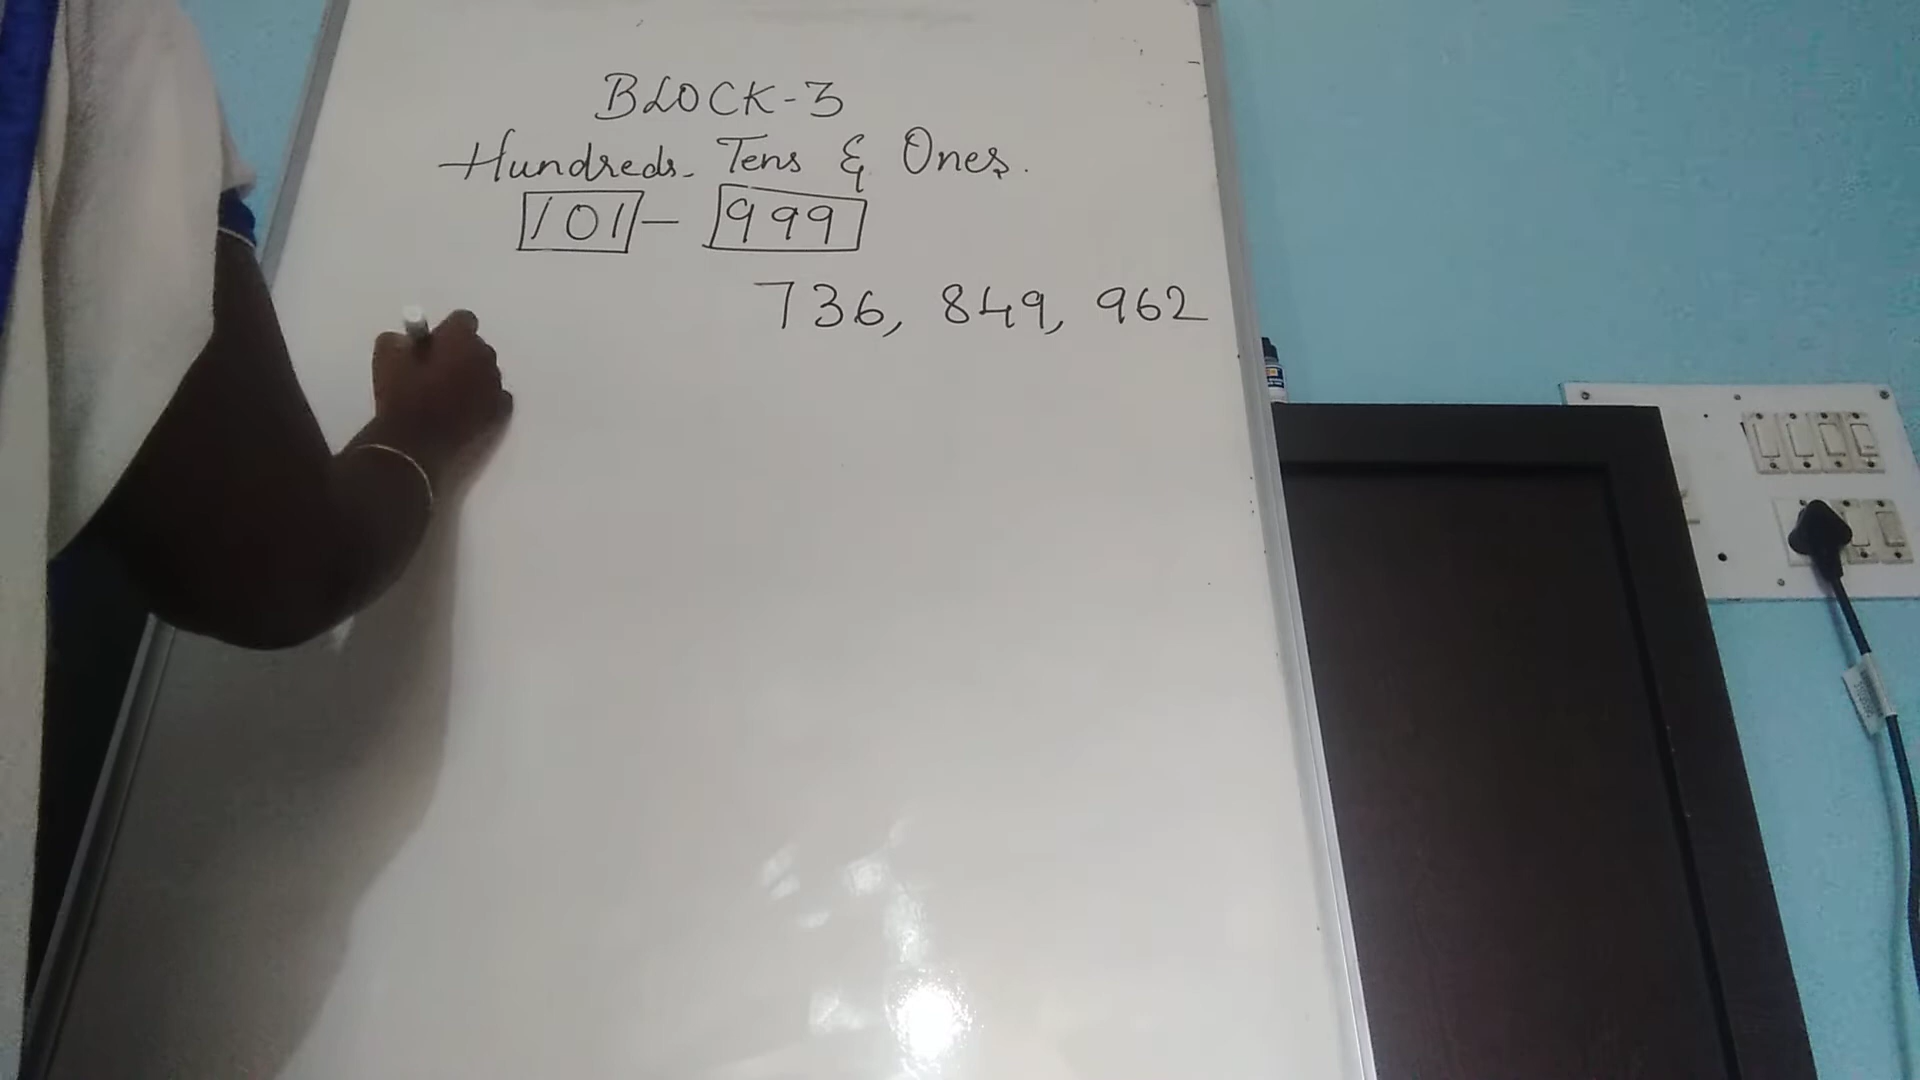 BLOCK-3
Hundreds Tens & Ones.
101 - 999
736, 849, 962